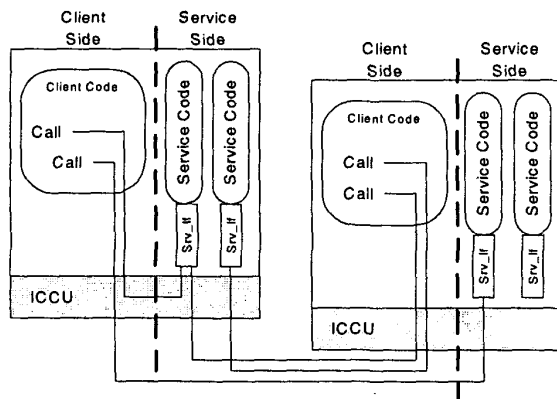 Client
Side
Service
Side
Client Code
Call
Call
Service Code
Service Code
Srv_If
Srv_If
ICCU
Client
Side
Service
Side
Client Code
Call
Call
Service Code
Service Code
Srv_If
Srv_If
ICCU